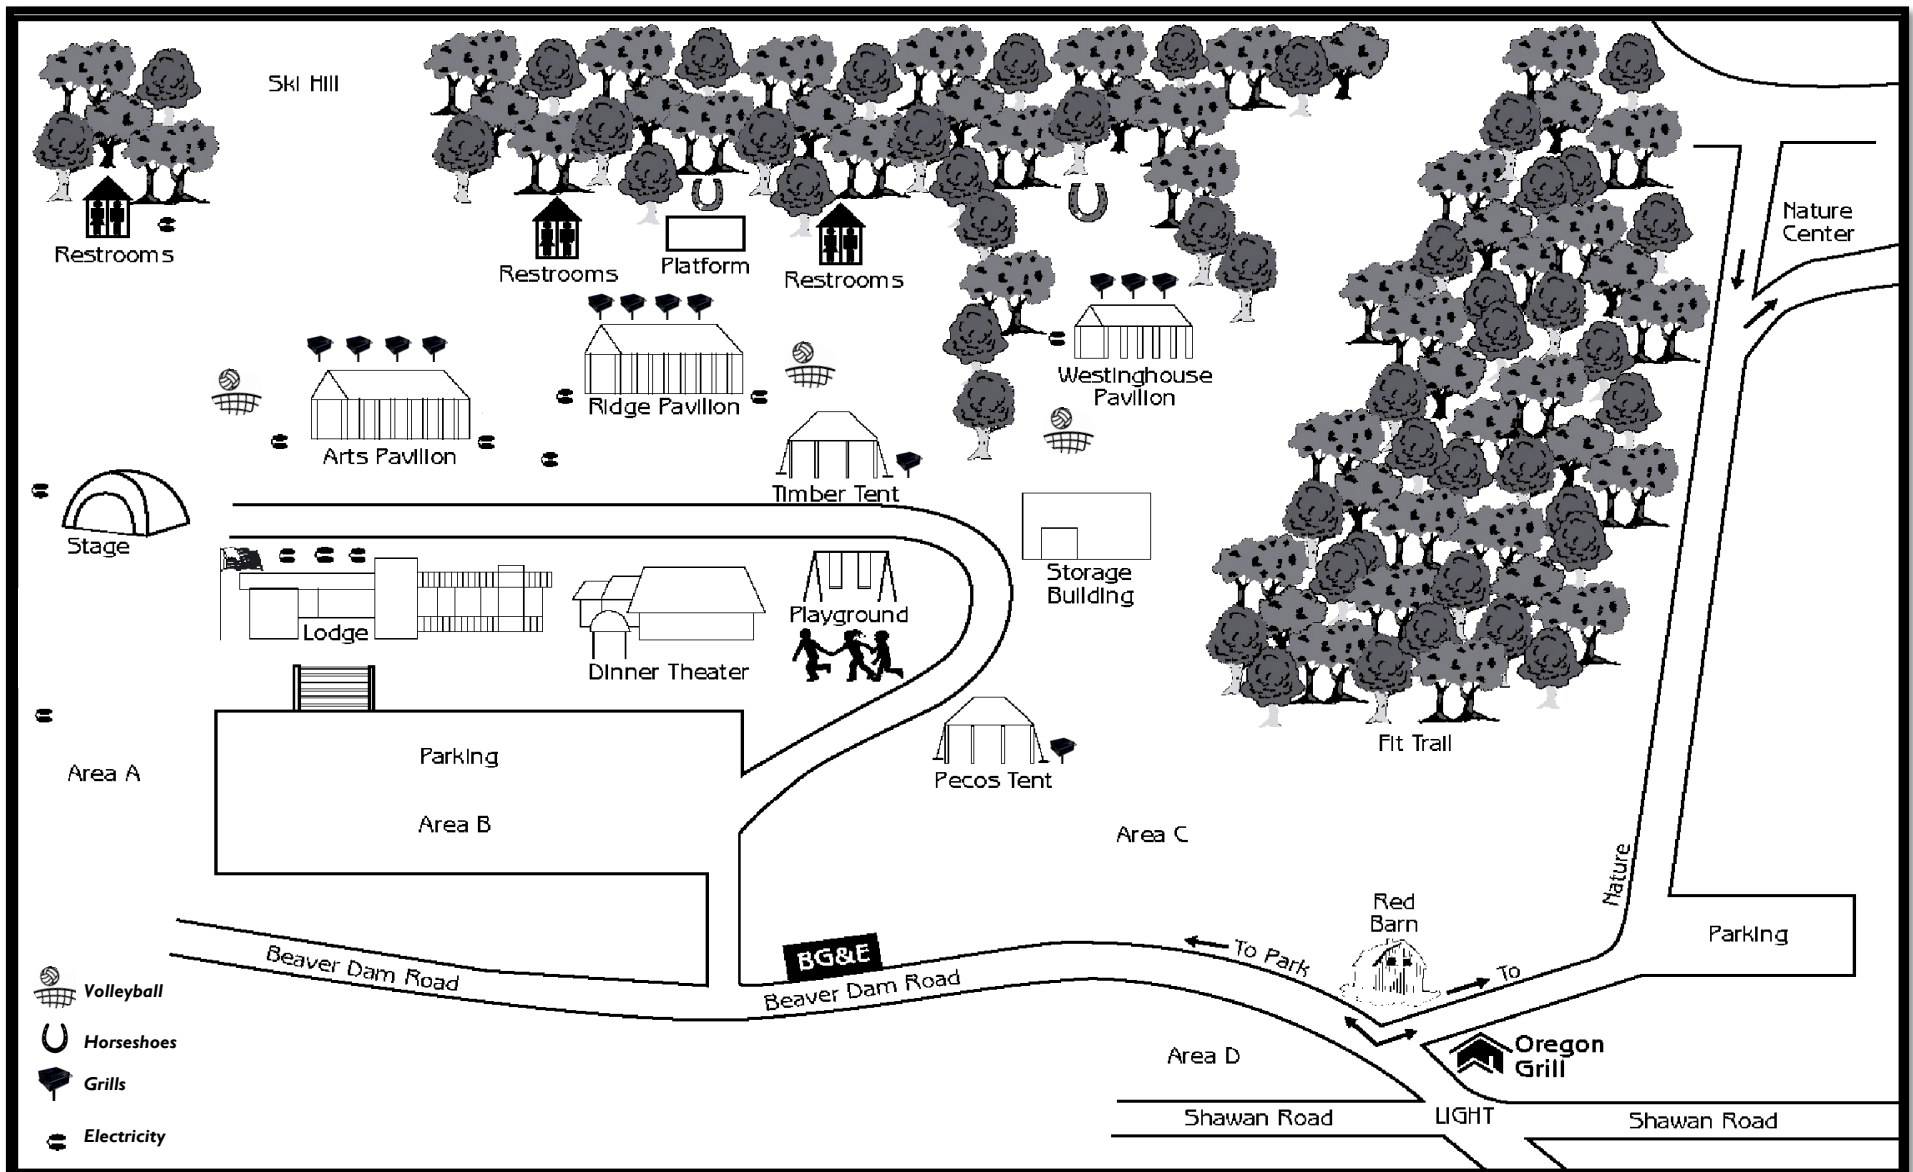 Ski Hill
Restrooms
Restrooms
Platform
Restrooms
Nature
Center
Arts Pavilion
Ridge Pavilion
Westinghouse
Pavilion
Timber Tent
Stage
Lodge
Dinner Theater
Playground
Storage
Building
Pecos Tent
Fit Trail
Area A
Parking
Area B
Area C
Nature
Red
Barn
Parking
To Park
To
BG&E
Beaver Dam Road
Beaver Dam Road
Area D
Oregon
Grill
Shawan Road
LIGHT
Shawan Road
Volleyball
Horseshoes
Grills
Electricity